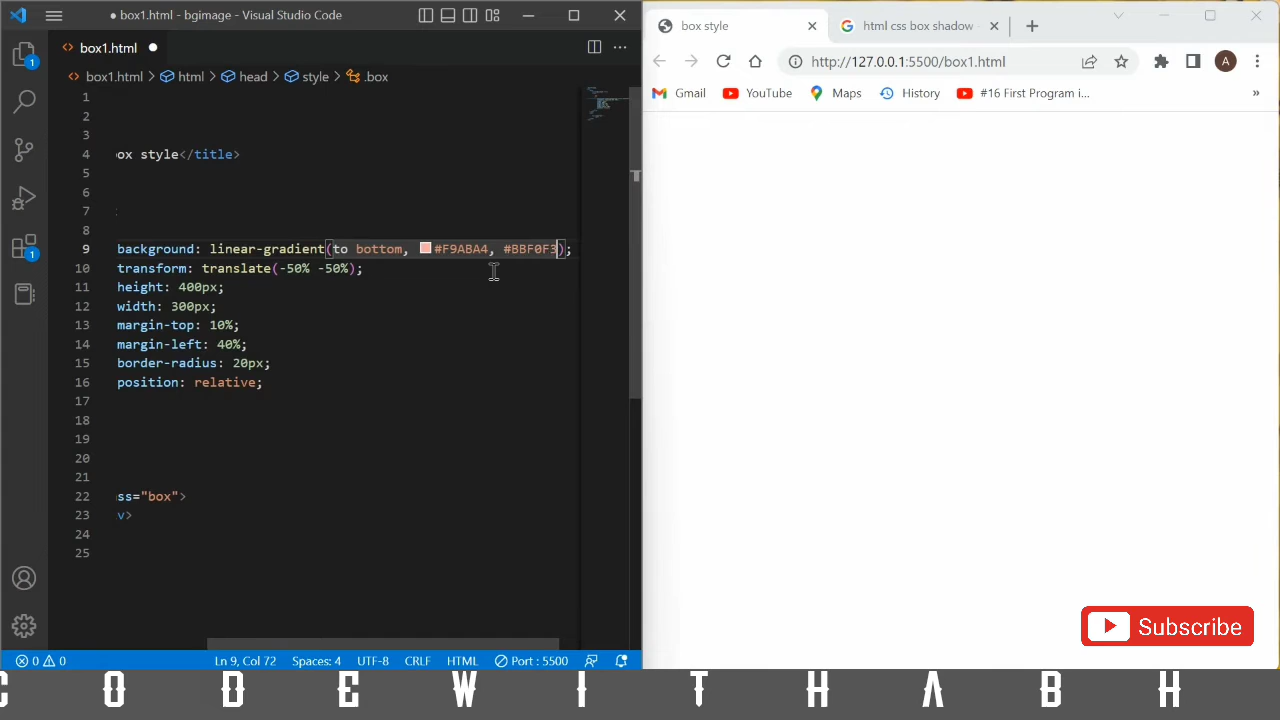 ● box1.html - bgimage - Visual Studio Code
box1.html ●
box1.html > html > head > style > .box
1
2
3
4 ox style</title>
5
6
7
8
9 background: linear-gradient(to bottom, #F9ABA4, #BBF0F3);
10 transform: translate(-50% -50%);
11 height: 400px;
12 width: 300px;
13 margin-top: 10%;
14 margin-left: 40%;
15 border-radius: 20px;
16 position: relative;
17
18
19
20
21
22 ss="box">
23 v>
24
25
1
1
0 0 Ln 9, Col 72 Spaces: 4 UTF-8 CRLF HTML Port : 5500
box style
html css box shadow
http://127.0.0.1:5500/box1.html
A
Gmail YouTube Maps History #16 First Program i... »
Subscribe
C O D E W I T H A B H